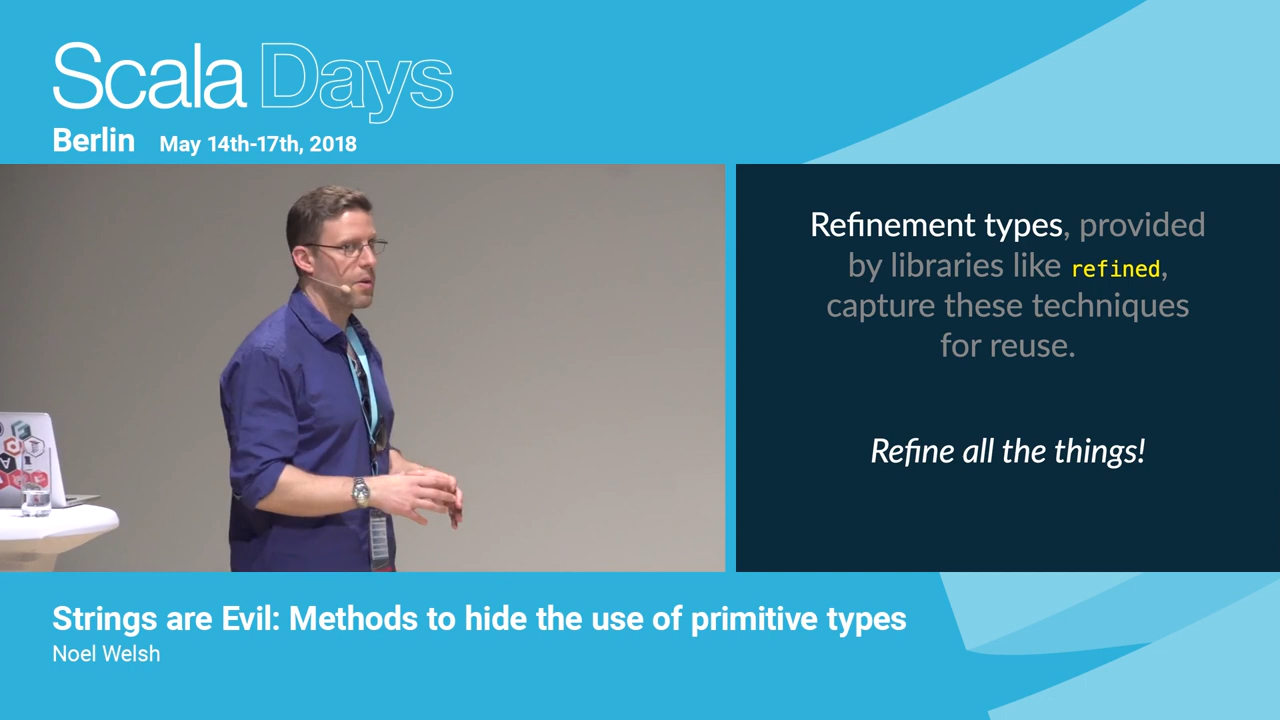 Scala Days
Berlin May 14th-17th, 2018
Refinement types, provided
by libraries like refined,
capture these techniques
for reuse.
Refine all the things!
Strings are Evil: Methods to hide the use of primitive types
Noel Welsh